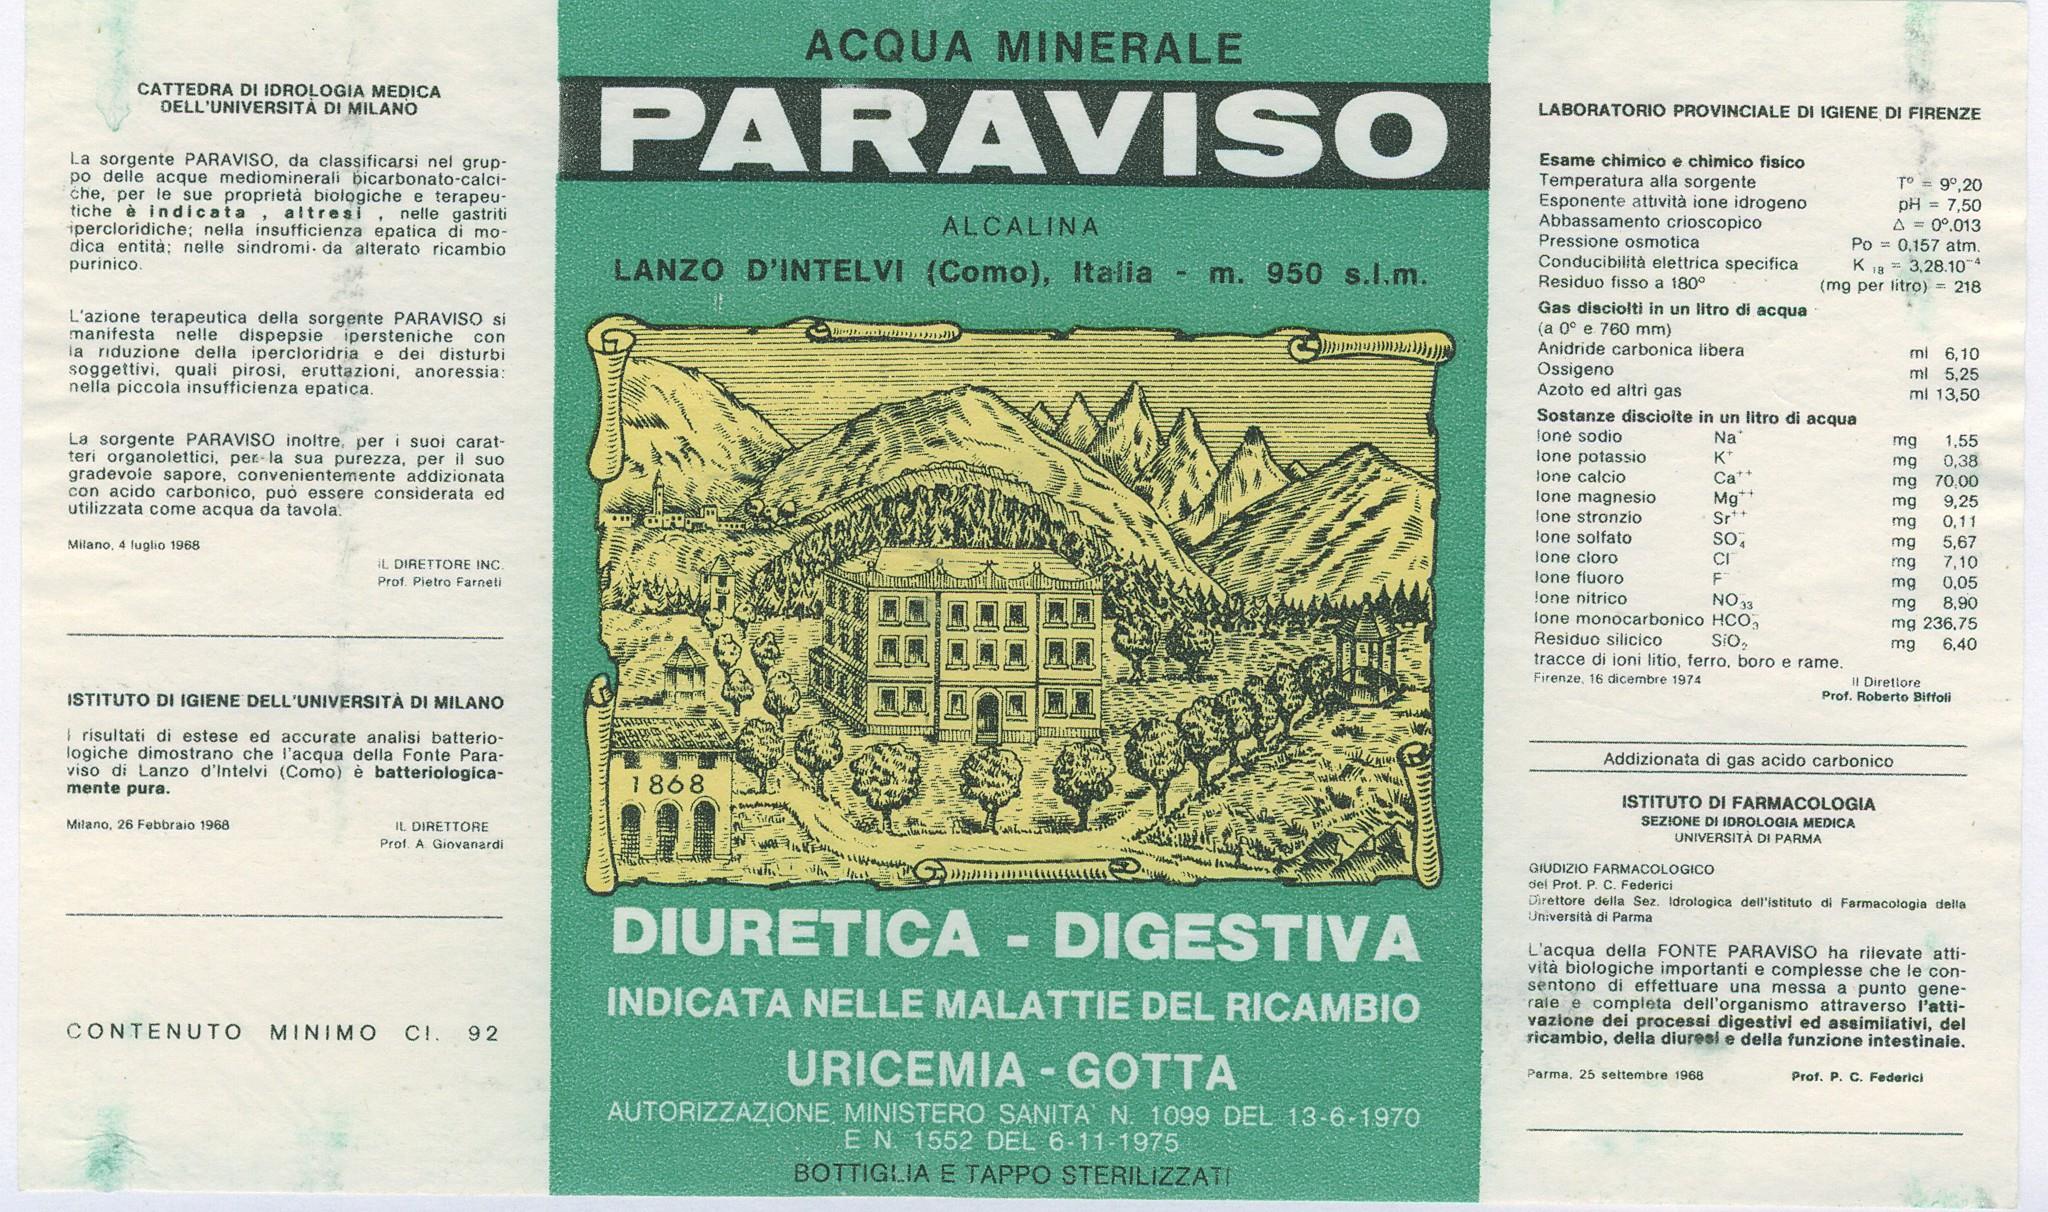 CATTEDRA DI IDROLOGIA MEDICA
DELL'UNIVERSITÀ DI MILANO
La sorgente PARAVISO, da classificarsi nel grup-
po delle acque mediominerali bicarbonato-calci-
che, per le sue proprietà biologiche e terapeu-
tiche è indicata , altresi , nelle gastriti
ipercloridiche; nella insufficienza epatica di mo-
dica entità; nelle sindromi da alterato ricambio
purinico.
L'azione terapeutica della sorgente PARAVISO si
manifesta nelle dispepsie ipersteniche con
la riduzione della ipercloridria e dei disturbi
soggettivi, quali pirosi, eruttazioni, anoressia:
nella piccola insufficienza epatica.
La sorgente PARAVISO inoltre, per i suoi carat-
teri organolettici, per la sua purezza, per il suo
gradevole sapore, convenientemente addizionata
con acido carbonico, può essere considerata ed
utilizzata come acqua da tavola.
Milano, 4 luglio 1968
IL DIRETTORE INC.
Prof. Pietro Farneti
ISTITUTO DI IGIENE DELL'UNIVERSITÀ DI MILANO
I risultati di estese ed accurate analisi batterio-
logiche dimostrano che l'acqua della Fonte Para-
viso di Lanzo d'Intelvi (Como) è batteriologica-
mente pura.
Milano, 26 Febbraio 1968
IL DIRETTORE
Prof. A. Giovanardi
CONTENUTO MINIMO Cl. 92
ACQUA MINERALE
PARAVISO
ALCALINA
LANZO D'INTELVI (Como), Italia - m. 950 s.l.m.
1868
DIURETICA - DIGESTIVA
INDICATA NELLE MALATTIE DEL RICAMBIO
URICEMIA - GOTTA
AUTORIZZAZIONE MINISTERO SANITA' N. 1099 DEL 13-6-1970
E N. 1552 DEL 6-11-1975
BOTTIGLIA E TAPPO STERILIZZATI
LABORATORIO PROVINCIALE DI IGIENE DI FIRENZE
Esame chimico e chimico fisico
Temperatura alla sorgente T° = 9°,20
Esponente attività ione idrogeno pH = 7,50
Abbassamento crioscopico Δ = 0°.013
Pressione osmotica Po = 0,157 atm.
Conducibilità elettrica specifica K 18 = 3,28.10⁻⁴
Residuo fisso a 180° (mg per litro) = 218
Gas disciolti in un litro di acqua
(a 0° e 760 mm)
Anidride carbonica libera ml 6,10
Ossigeno ml 5,25
Azoto ed altri gas ml 13,50
Sostanze disciolte in un litro di acqua
Ione sodio Na⁺ mg 1,55
Ione potassio K⁺ mg 0,38
Ione calcio Ca⁺⁺ mg 70,00
Ione magnesio Mg⁺⁺ mg 9,25
Ione stronzio Sr⁺⁺ mg 0,11
Ione solfato SO₄⁻ mg 5,67
Ione cloro Cl⁻ mg 7,10
Ione fluoro F⁻ mg 0,05
Ione nitrico NO₃₃ mg 8,90
Ione monocarbonico HCO₃⁻ mg 236,75
Residuo silicico SiO₂ mg 6,40
tracce di ioni litio, ferro, boro e rame.
Firenze, 16 dicembre 1974
Il Direttore
Prof. Roberto Biffoli
Addizionata di gas acido carbonico
ISTITUTO DI FARMACOLOGIA
SEZIONE DI IDROLOGIA MEDICA
UNIVERSITÀ DI PARMA
GIUDIZIO FARMACOLOGICO
del Prof. P. C. Federici
Direttore della Sez. Idrologica dell'Istituto di Farmacologia della
Università di Parma
L'acqua della FONTE PARAVISO ha rilevate atti-
vità biologiche importanti e complesse che le con-
sentono di effettuare una messa a punto gene-
rale e completa dell'organismo attraverso l'atti-
vazione dei processi digestivi ed assimilativi, del
ricambio, della diuresi e della funzione intestinale.
Parma, 25 settembre 1968 Prof. P. C. Federici